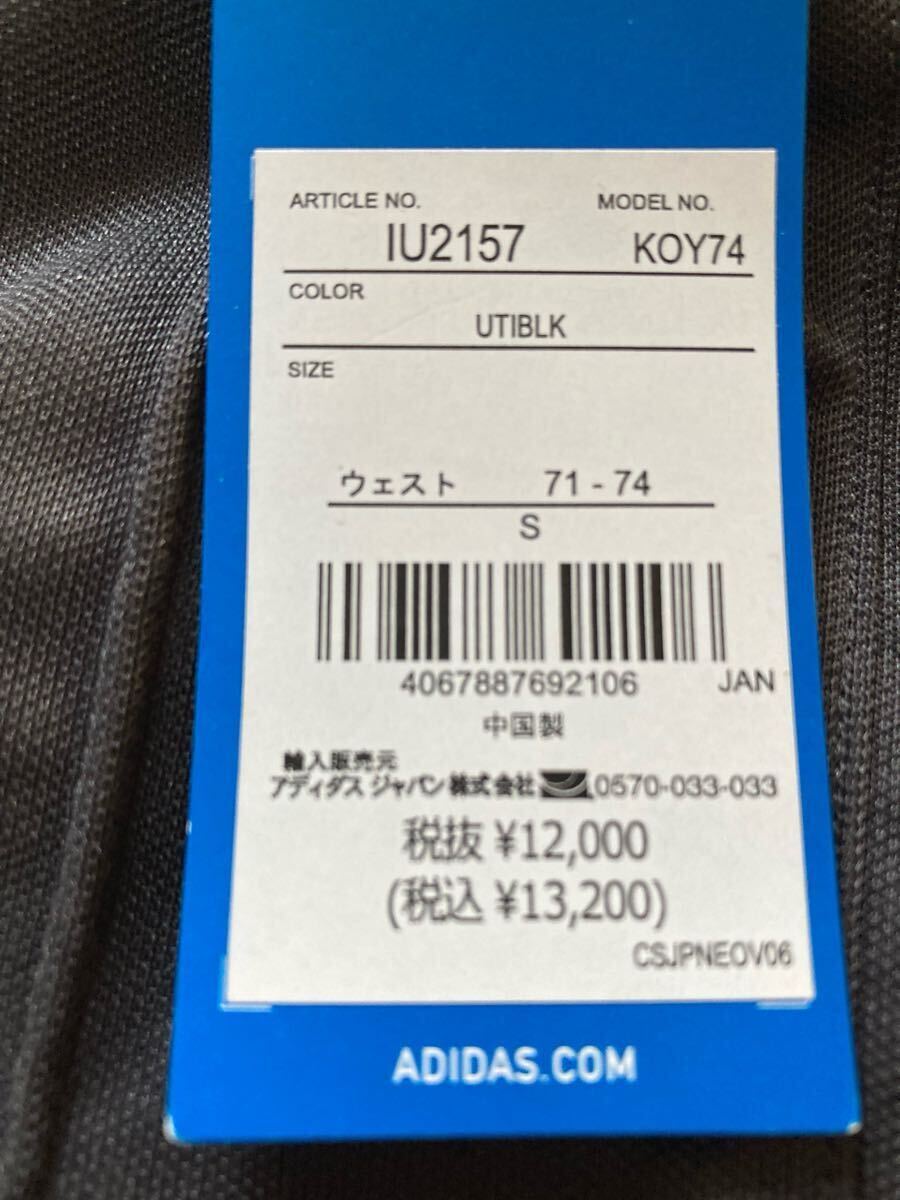 ARTICLE NO. MODEL NO.
IU2157 KOY74
COLOR
UTIBLK
SIZE
ウェスト 71 - 74
S
4067887692106 JAN
中国製
輸入販売元
アディダス ジャパン株式会社 0570-033-033
税抜 ¥12,000
(税込 ¥13,200)
CSJPNEOV06
ADIDAS.COM